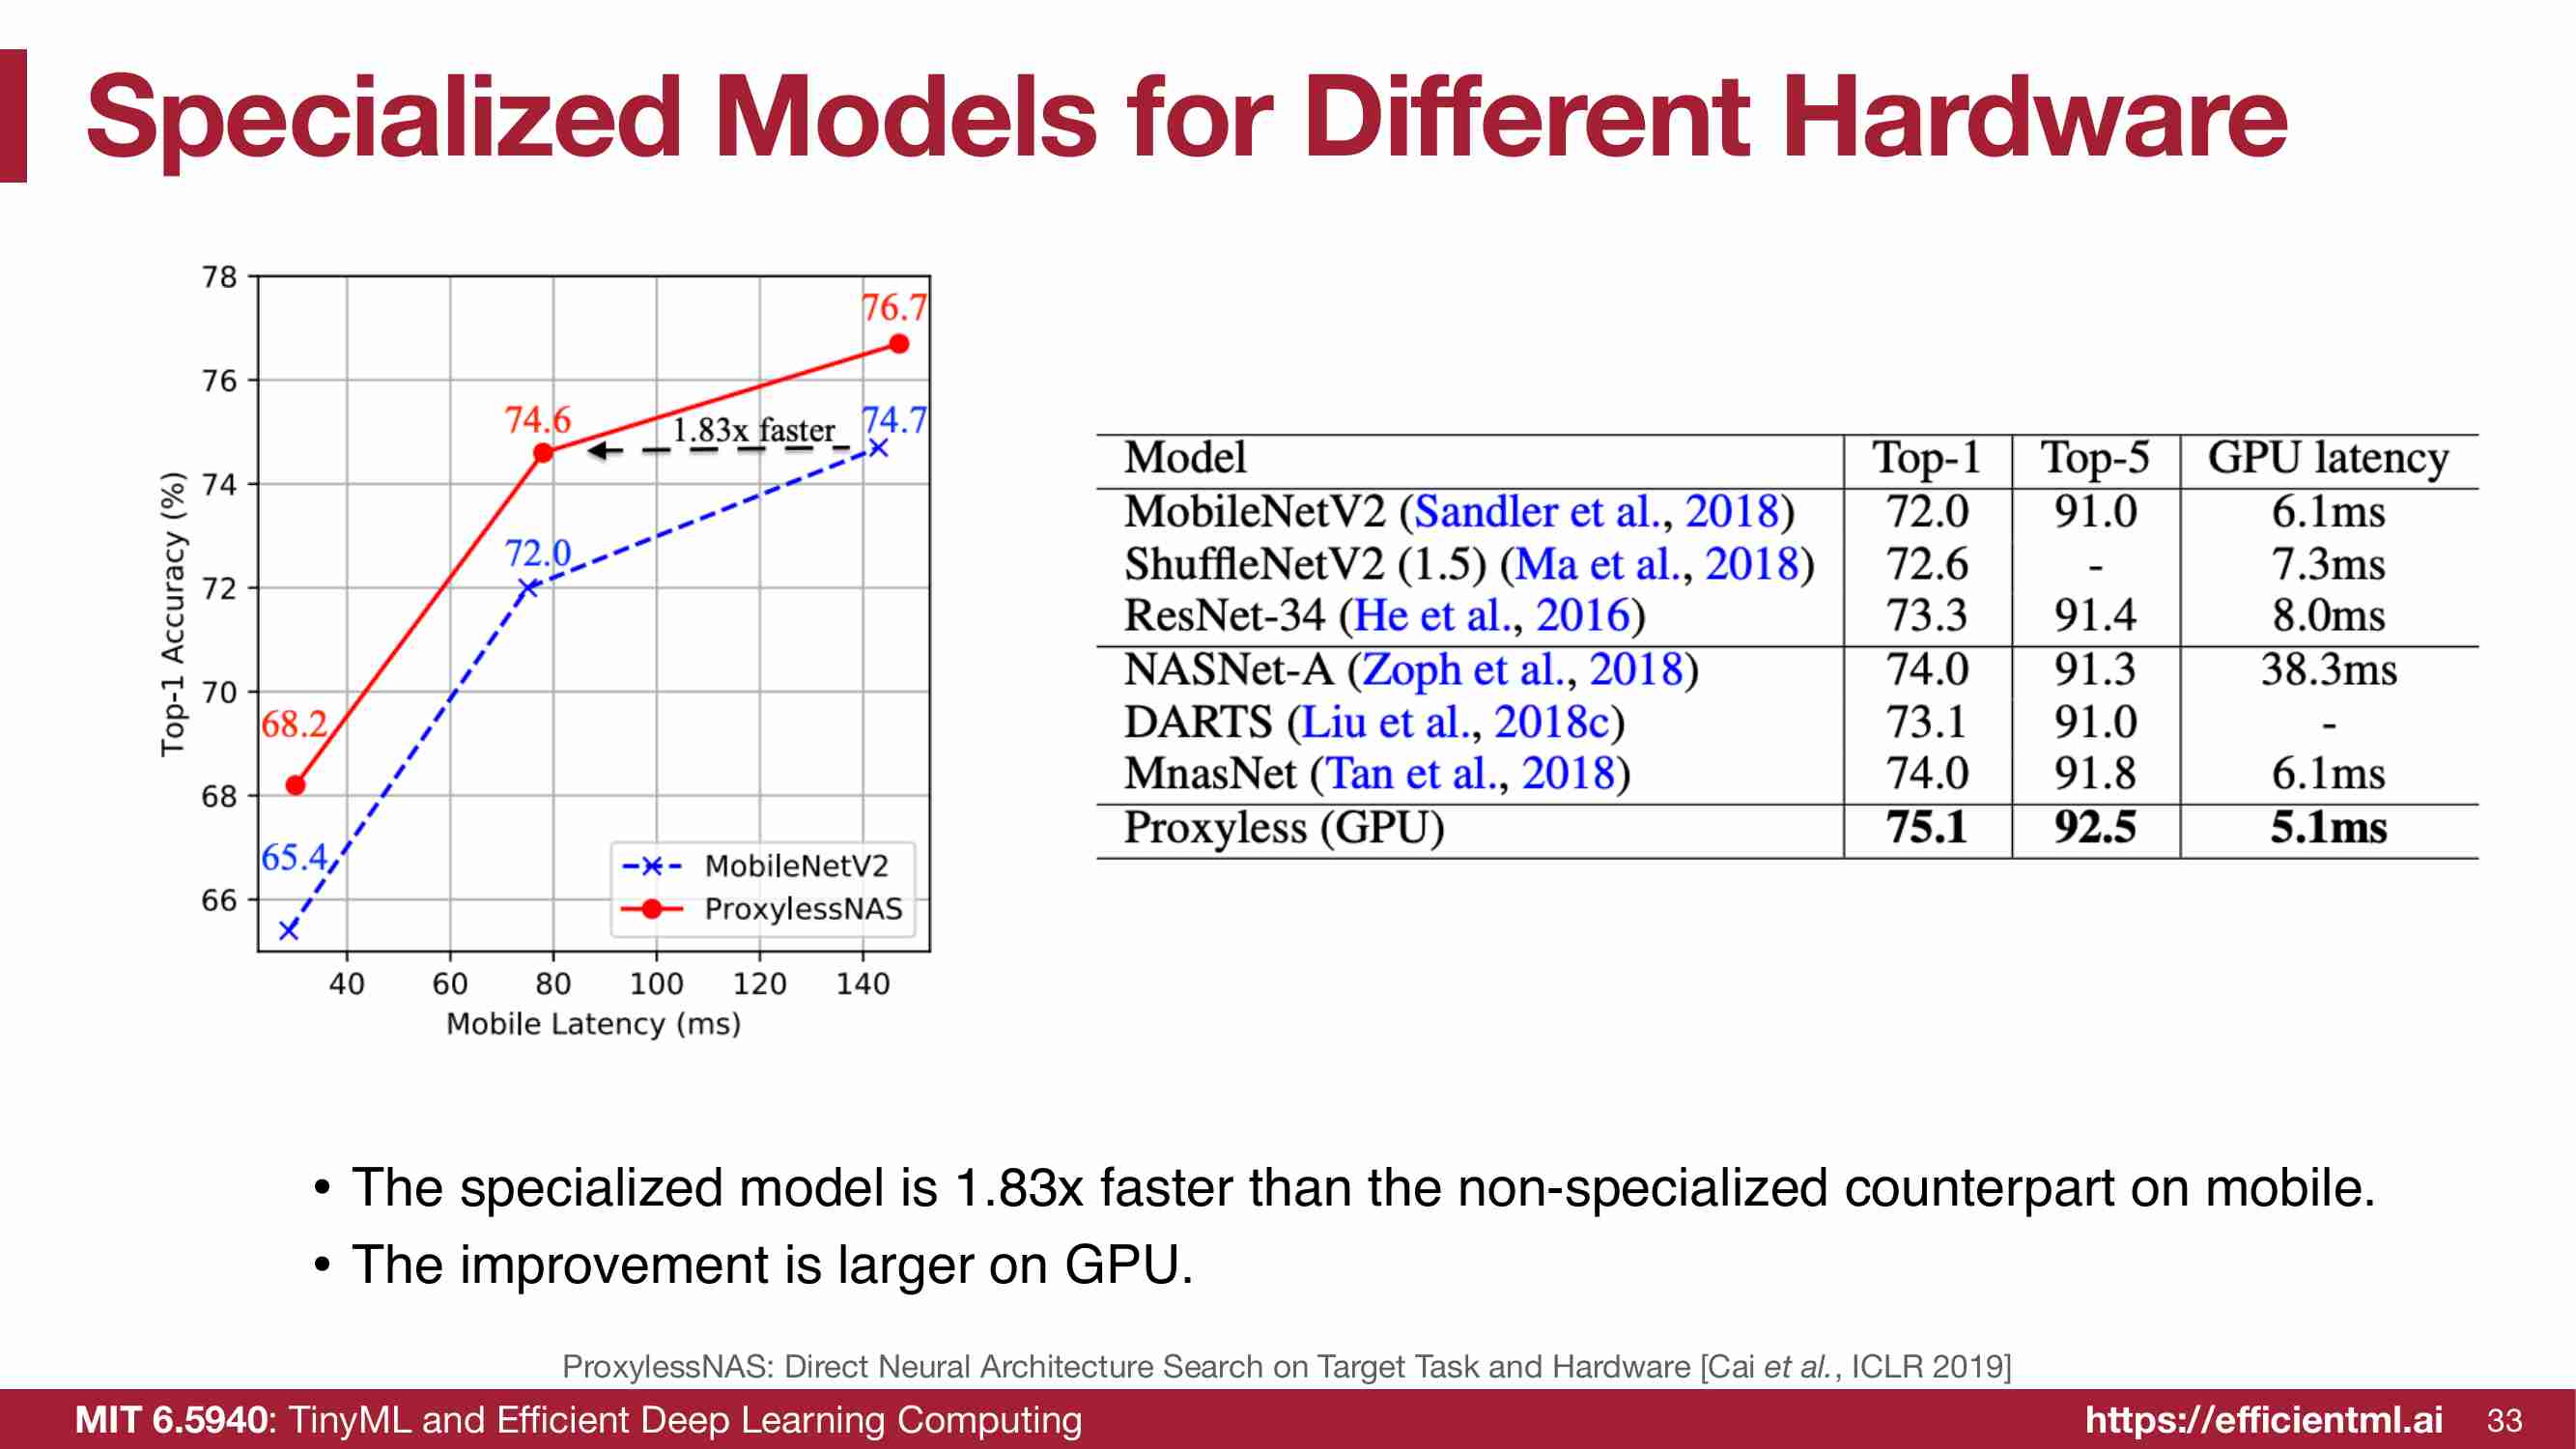 Specialized Models for Different Hardware
78
76
74
72
70
68
66
Top-1 Accuracy (%)
76.7
74.6
1.83x faster
74.7
72.0
68.2
65.4
MobileNetV2
ProxylessNAS
40 60 80 100 120 140
Mobile Latency (ms)
Model Top-1 Top-5 GPU latency
MobileNetV2 (Sandler et al., 2018) 72.0 91.0 6.1ms
ShuffleNetV2 (1.5) (Ma et al., 2018) 72.6 - 7.3ms
ResNet-34 (He et al., 2016) 73.3 91.4 8.0ms
NASNet-A (Zoph et al., 2018) 74.0 91.3 38.3ms
DARTS (Liu et al., 2018c) 73.1 91.0 -
MnasNet (Tan et al., 2018) 74.0 91.8 6.1ms
Proxyless (GPU) 75.1 92.5 5.1ms
• The specialized model is 1.83x faster than the non-specialized counterpart on mobile.
• The improvement is larger on GPU.
ProxylessNAS: Direct Neural Architecture Search on Target Task and Hardware [Cai et al., ICLR 2019]
MIT 6.5940: TinyML and Efficient Deep Learning Computing
https://efficientml.ai 33